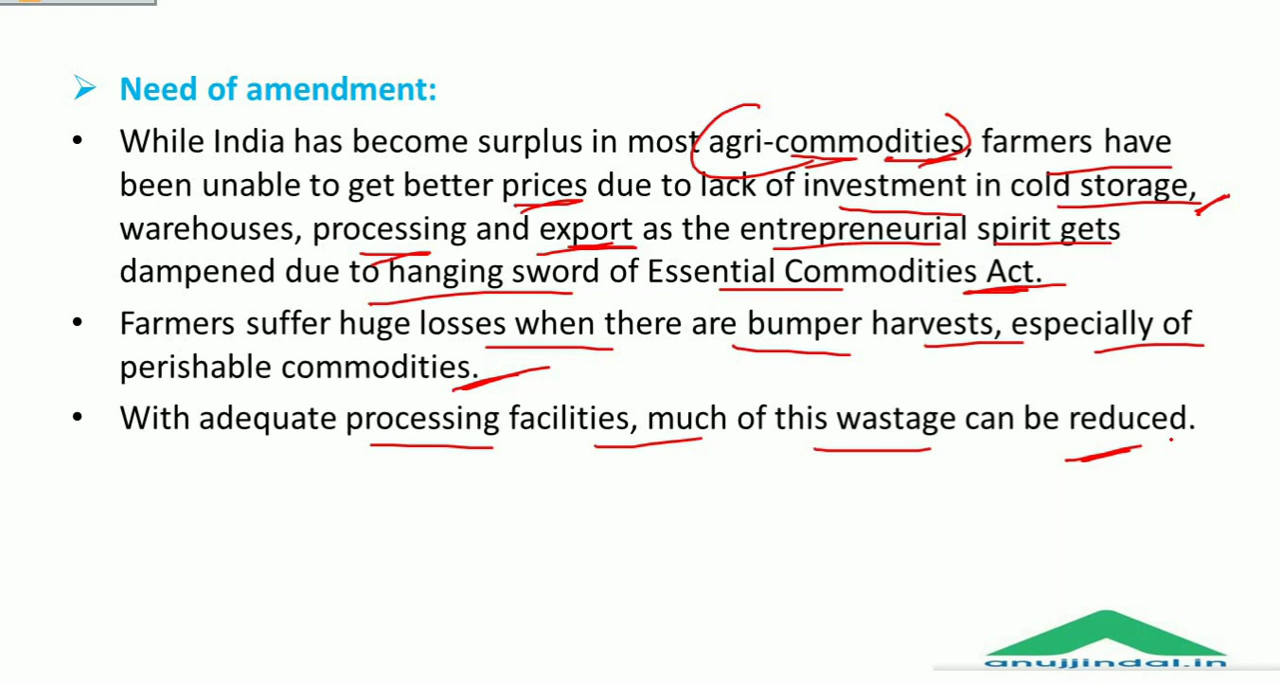 Need of amendment:
• While India has become surplus in most agri-commodities, farmers have
been unable to get better prices due to lack of investment in cold storage,
warehouses, processing and export as the entrepreneurial spirit gets
dampened due to hanging sword of Essential Commodities Act.
• Farmers suffer huge losses when there are bumper harvests, especially of
perishable commodities.
• With adequate processing facilities, much of this wastage can be reduced.
anujjindal.in